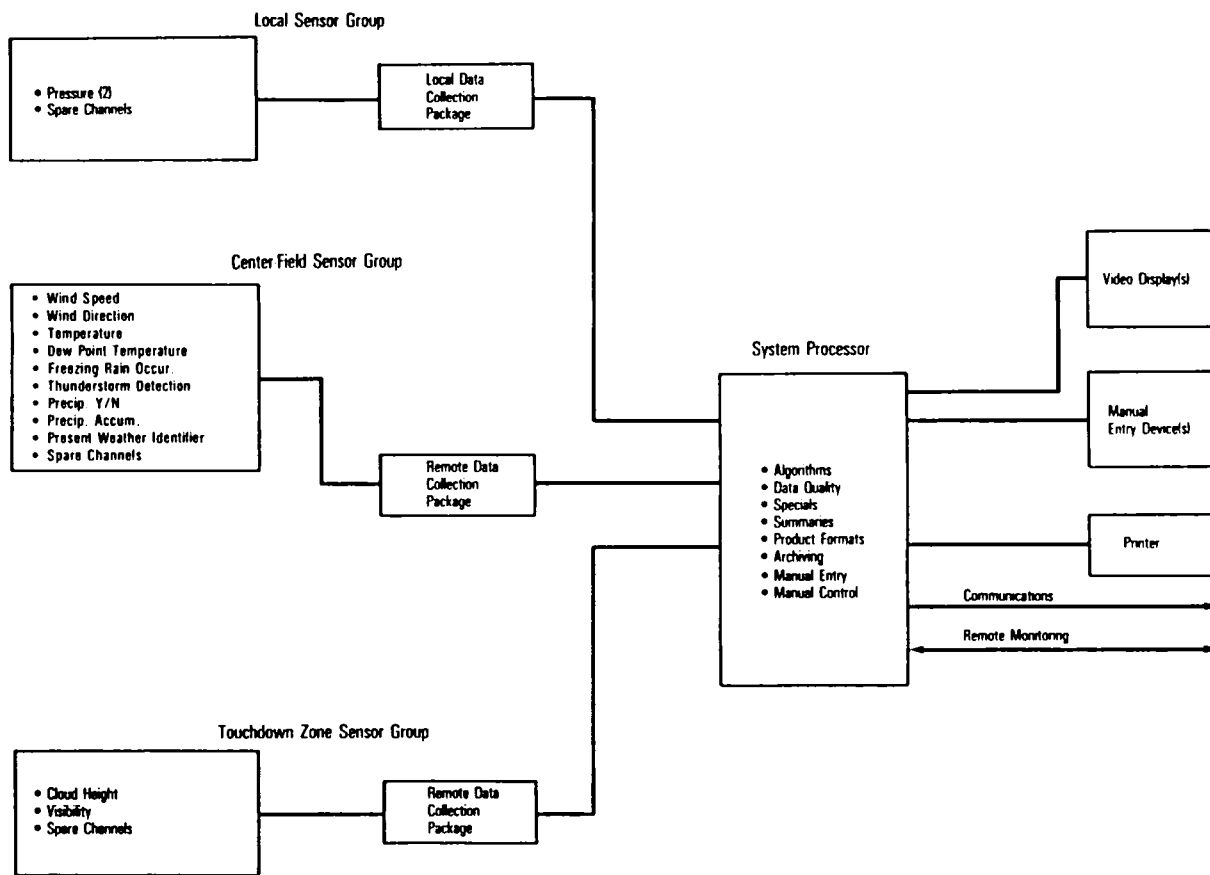 Local Sensor Group
• Pressure (2)
• Spare Channels
Local Data
Collection
Package
Center-Field Sensor Group
• Wind Speed
• Wind Direction
• Temperature
• Dew Point Temperature
• Freezing Rain Occur.
• Thunderstorm Detection
• Precip. Y/N
• Precip. Accum.
• Present Weather Identifier
• Spare Channels
Remote Data
Collection
Package
Touchdown Zone Sensor Group
• Cloud Height
• Visibility
• Spare Channels
Remote Data
Collection
Package
System Processor
• Algorithms
• Data Quality
• Specials
• Summaries
• Product Formats
• Archiving
• Manual Entry
• Manual Control
Video Display(s)
Manual
Entry Device(s)
Printer
Communications
Remote Monitoring